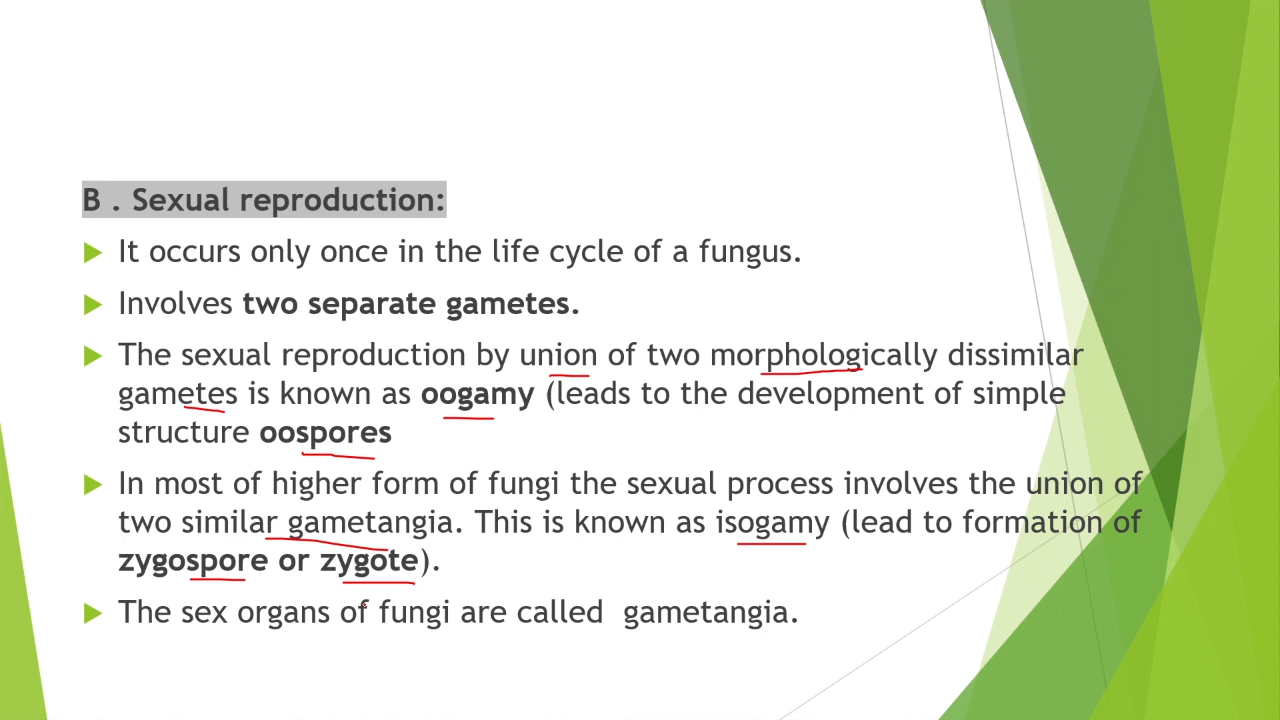 B . Sexual reproduction:
It occurs only once in the life cycle of a fungus.
Involves two separate gametes.
The sexual reproduction by union of two morphologically dissimilar
gametes is known as oogamy (leads to the development of simple
structure oospores
In most of higher form of fungi the sexual process involves the union of
two similar gametangia. This is known as isogamy (lead to formation of
zygospore or zygote).
The sex organs of fungi are called  gametangia.